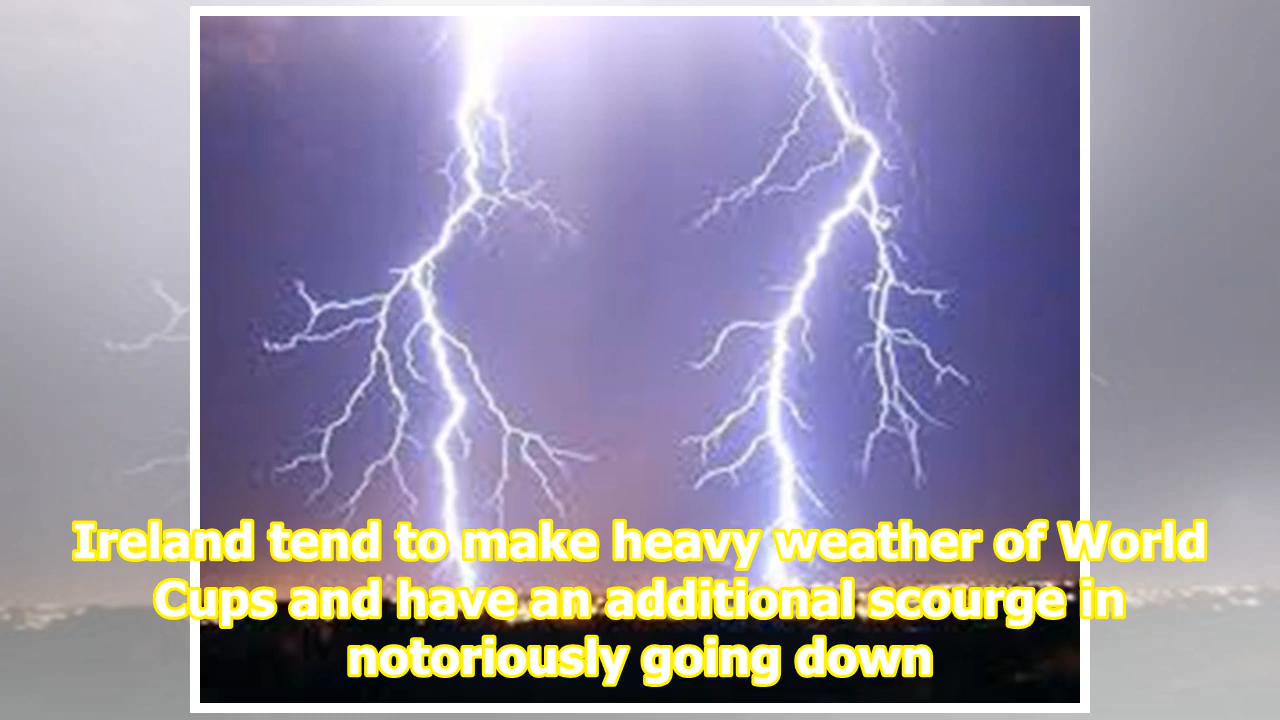 Ireland tend to make heavy weather of World
Cups and have an additional scourge in
notoriously going down